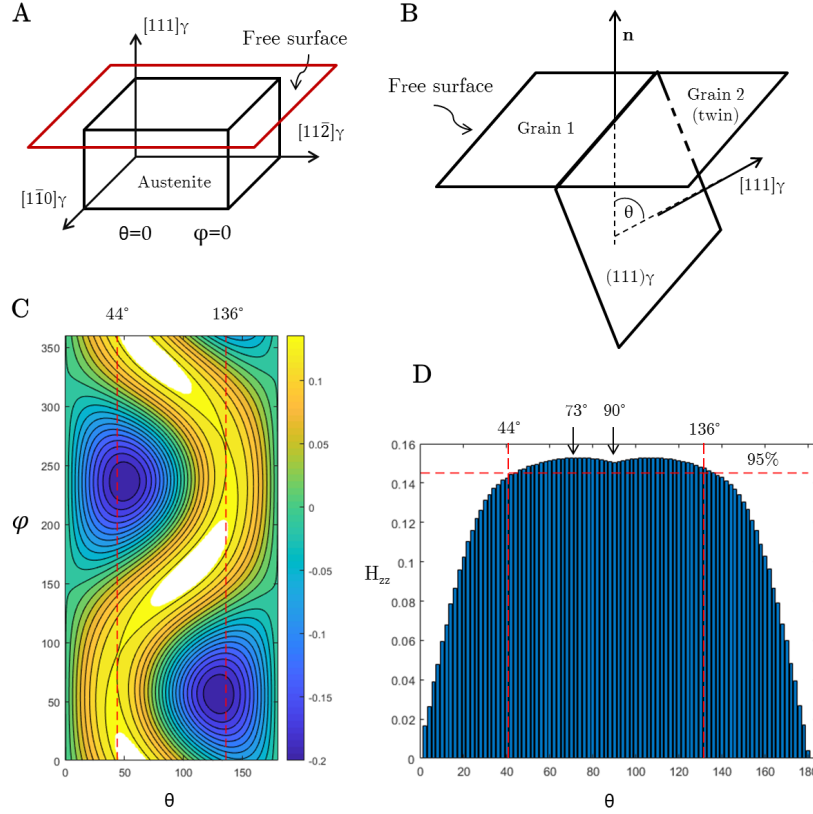 A
[111]γ
Free surface
[112̄]γ
Austenite
[11̄0]γ
θ=0 φ=0
B
n
Free surface
Grain 1
Grain 2
(twin)
[111]γ
θ
(111)γ
C
44° 136°
350
300
250
200
150
100
50
0
φ
0 50 100 150
θ
0.1
0.05
0
-0.05
-0.1
-0.15
-0.2
D
73° 90°
44° 136°
95%
0.16
0.14
0.12
0.1
0.08
0.06
0.04
0.02
0
Hzz
0 20 40 60 80 100 120 140 160 180
θ